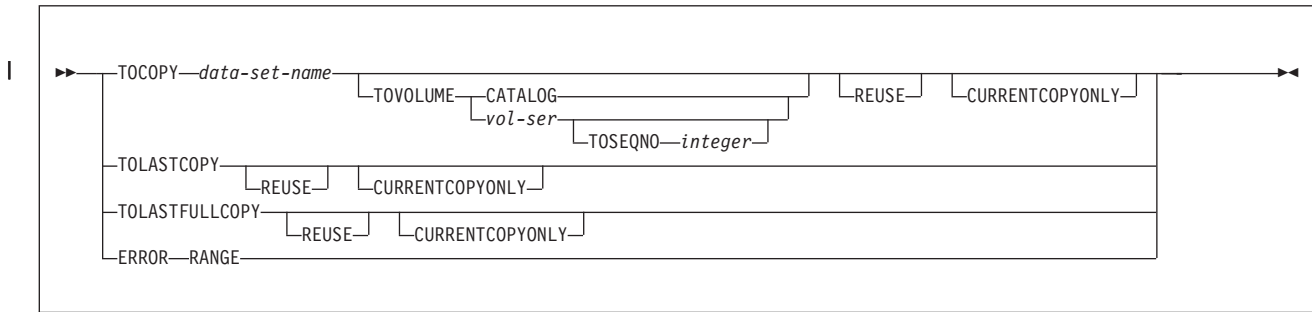 TOCOPY data-set-name
TOVOLUME CATALOG REUSE CURRENTCOPYONLY
vol-ser
TOSEQNO integer
TOLASTCOPY
REUSE CURRENTCOPYONLY
TOLASTFULLCOPY
REUSE CURRENTCOPYONLY
ERROR RANGE